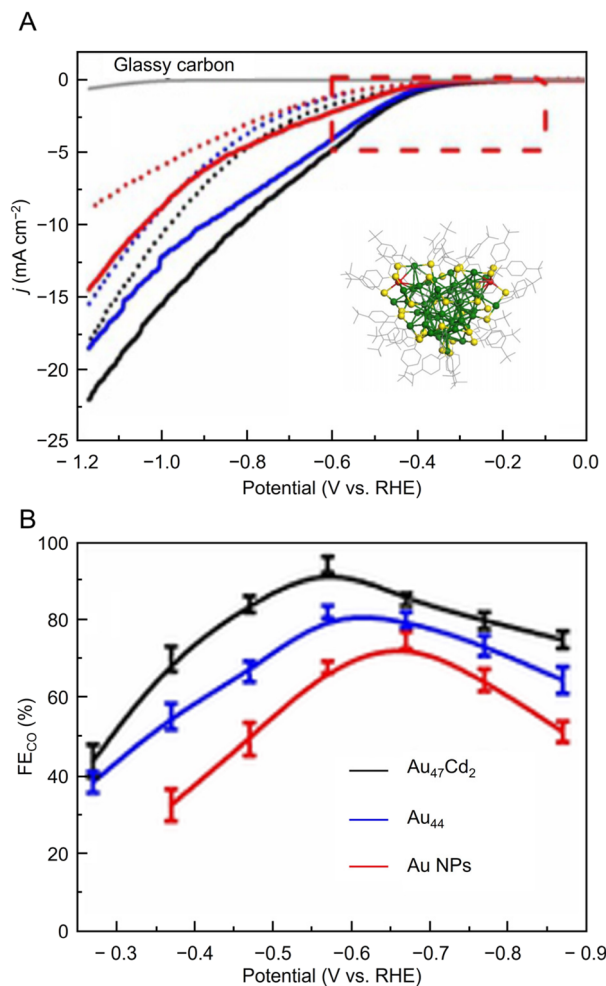 A
Glassy carbon
0
−5
−10
−15
−20
−25
j (mA cm⁻²)
− 1.2 −1.0 −0.8 −0.6 −0.4 −0.2 0.0
Potential (V vs. RHE)
B
100
80
60
40
20
0
FE_CO (%)
Au₄₇Cd₂
Au₄₄
Au NPs
− 0.3 −0.4 −0.5 −0.6 −0.7 −0.8 − 0.9
Potential (V vs. RHE)